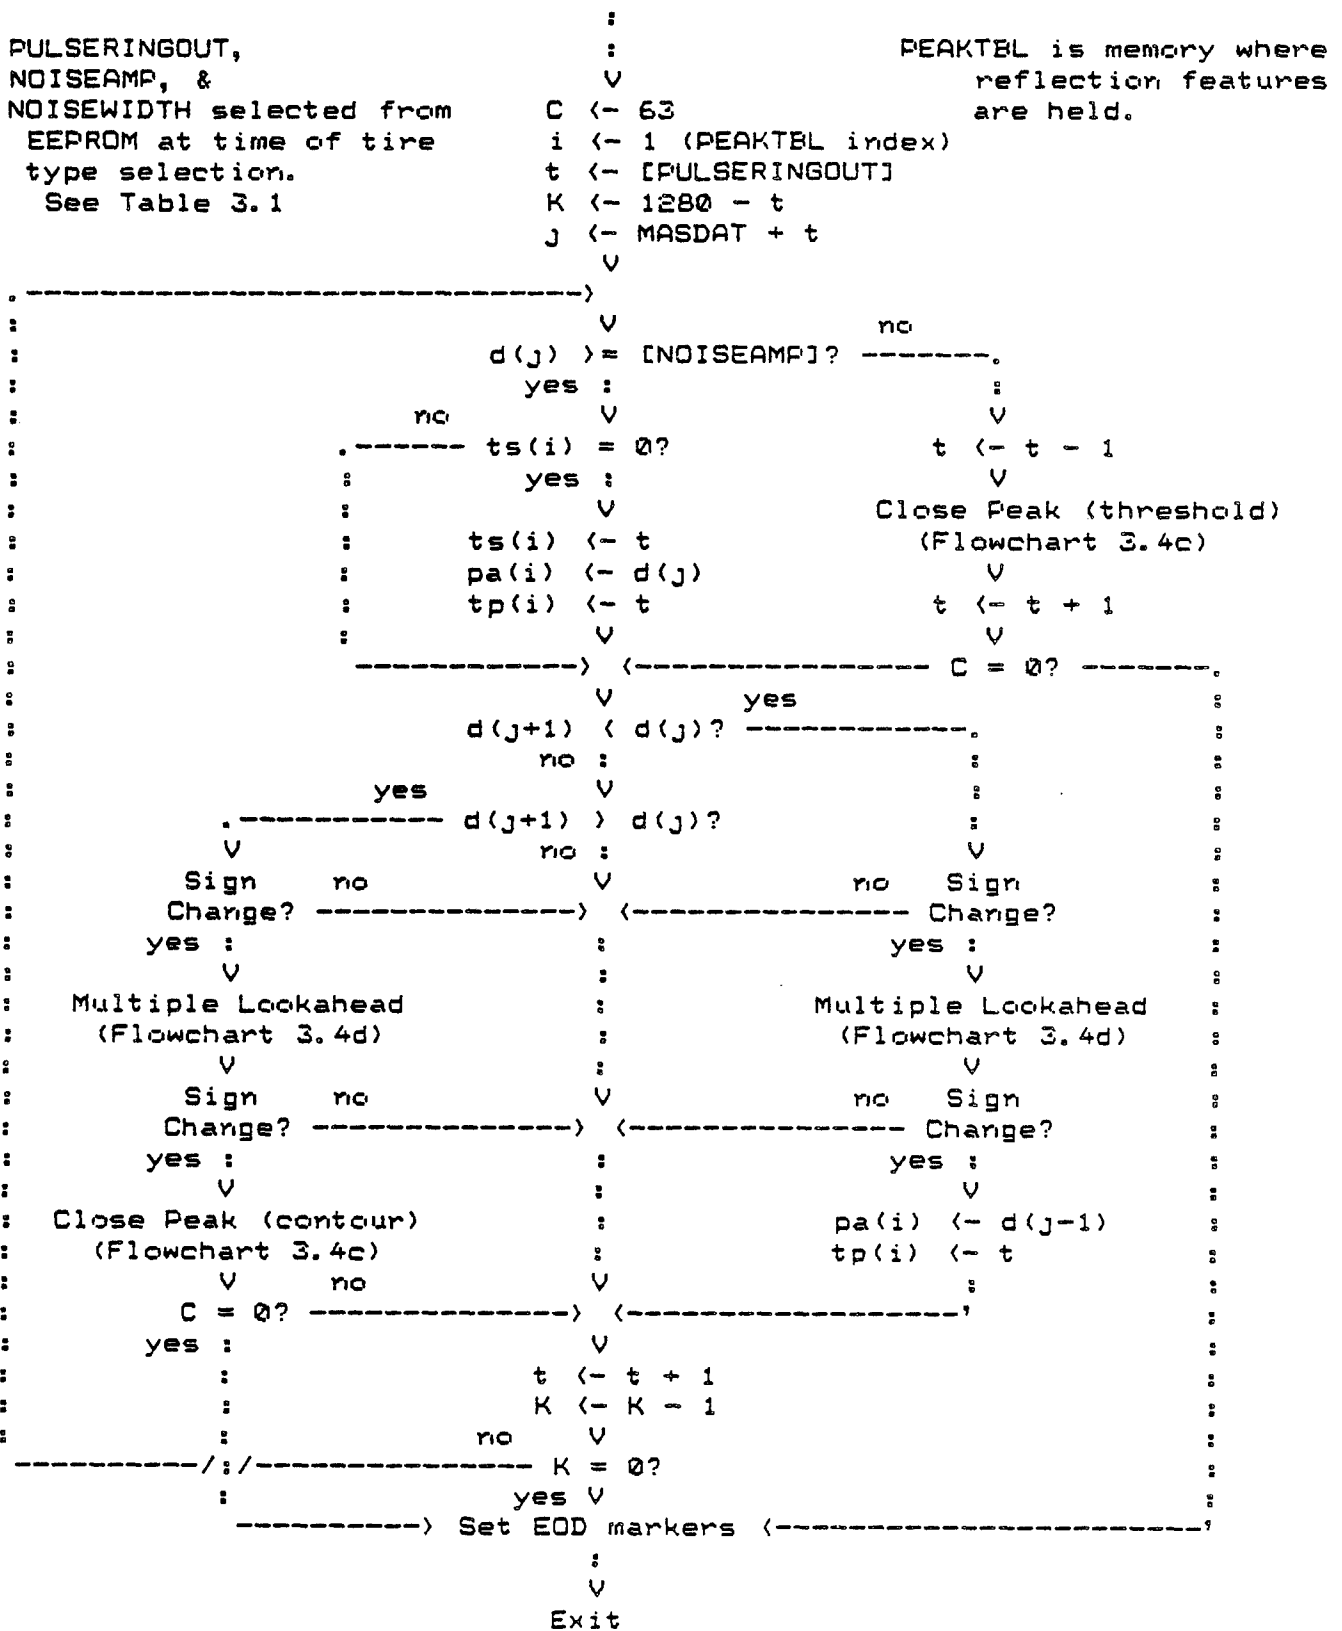 PULSERINGOUT,
NOISEAMP, &
NOISEWIDTH selected from
EEPROM at time of tire
type selection.
See Table 3.1
PEAKTBL is memory where
reflection features
are held.
C <- 63
i <- 1 (PEAKTBL index)
t <- [PULSERINGOUT]
K <- 1280 - t
j <- MASDAT + t
d(j) >= [NOISEAMP]?
no
yes
no
ts(i) = 0?
t <- t - 1
yes
Close Peak (threshold)
(Flowchart 3.4c)
ts(i) <- t
pa(i) <- d(j)
tp(i) <- t
t <- t + 1
C = 0?
yes
d(j+1) < d(j)?
no
yes
d(j+1) > d(j)?
no
Sign
Change?
no
no
Sign
Change?
yes
yes
Multiple Lookahead
(Flowchart 3.4d)
Multiple Lookahead
(Flowchart 3.4d)
Sign
Change?
no
no
Sign
Change?
yes
yes
Close Peak (contour)
(Flowchart 3.4c)
pa(i) <- d(j-1)
tp(i) <- t
no
C = 0?
yes
t <- t + 1
K <- K - 1
no
K = 0?
yes
Set EOD markers
Exit